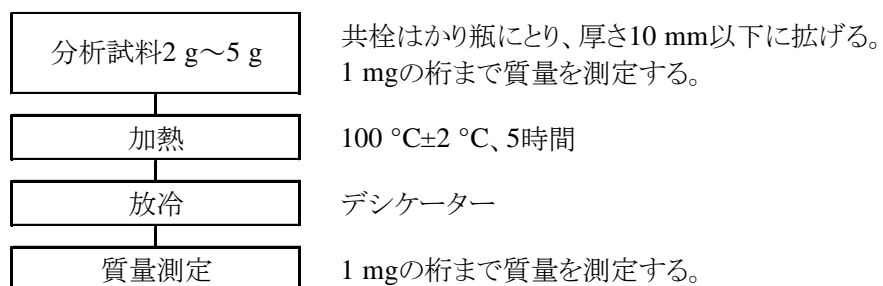 分析試料2 g～5 g
共栓はかり瓶にとり、厚さ10 mm以下に拡げる。
1 mgの桁まで質量を測定する。
加熱
100 °C±2 °C、5時間
放冷
デシケーター
質量測定
1 mgの桁まで質量を測定する。